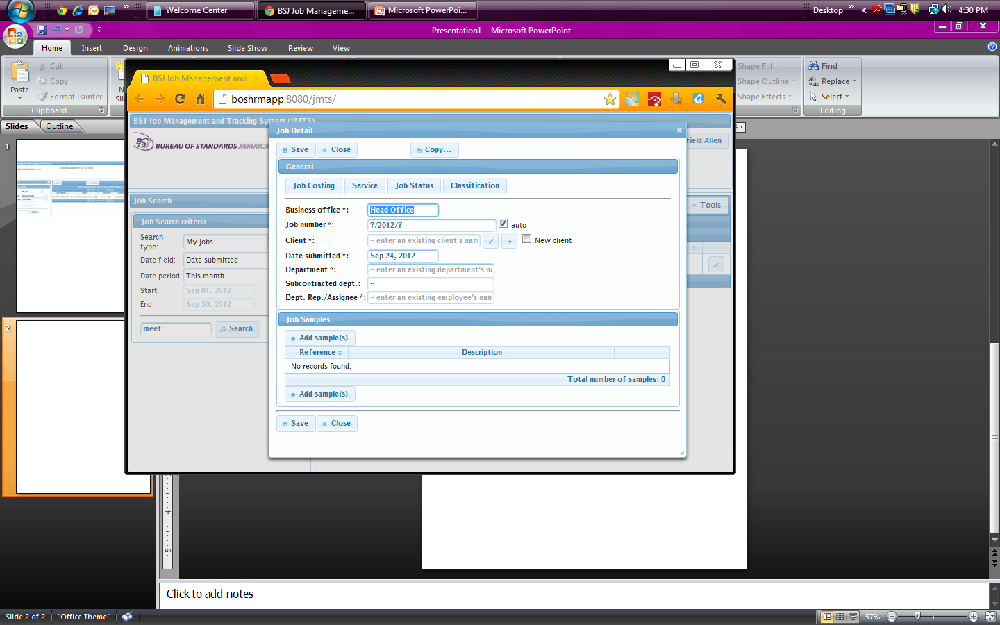 Welcome Center
BSJ Job Manageme...
Microsoft PowerPoi...
Desktop
4:30 PM
Presentation1 - Microsoft PowerPoint
Home Insert Design Animations Slide Show Review View
Paste
Cut
Copy
Format Painter
Clipboard
Shape Fill
Shape Outline
Shape Effects
Find
Replace
Select
Editing
Slides Outline
1
2
BSJ Job Management and
boshrmapp:8080/jmts/
BSJ Job Management and Tracking System (JMTS)
BSJ BUREAU OF STANDARDS JAMAICA
field Allen
Job Search
Tools
Job Search criteria
Search type: My jobs
Date field: Date submitted
Date period: This month
Start: Sep 01, 2012
End: Sep 30, 2012
meet Search
Job Detail
Save Close Copy...
General
Job Costing Service Job Status Classification
Business office *: Head Office
Job number *: ?/2012/? auto
Client *: -- enter an existing client's nam New client
Date submitted *: Sep 24, 2012
Department *: -- enter an existing department's na
Subcontracted dept.: --
Dept. Rep./Assignee *: -- enter an existing employee's nam
Job Samples
Add sample(s)
Reference Description
No records found.
Total number of samples: 0
Add sample(s)
Save Close
Click to add notes
Slide 2 of 2 "Office Theme" 57%